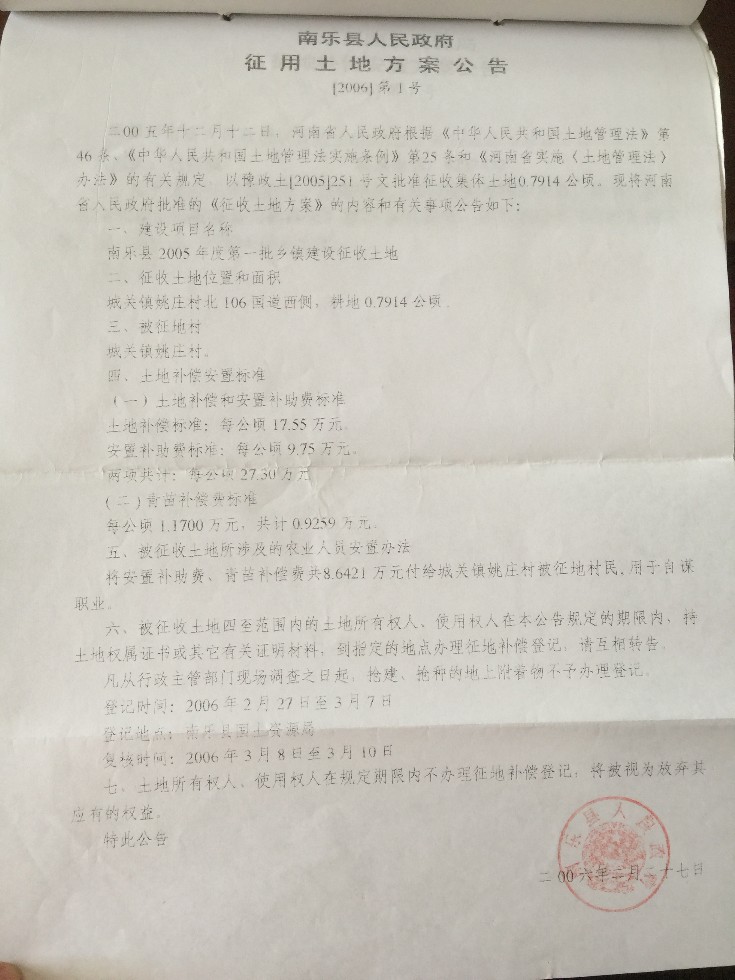 南乐县人民政府
征用土地方案公告
[2006]第1号
二00五年十二月十二日，河南省人民政府根据《中华人民共和国土地管理法》第
46条、《中华人民共和国土地管理法实施条例》第25条和《河南省实施〈土地管理法〉
办法》的有关规定，以豫政土[2005]251号文批准征收集体土地0.7914公顷。现将河南
省人民政府批准的《征收土地方案》的内容和有关事项公告如下：
一、建设项目名称
南乐县2005年度第一批乡镇建设征收土地
二、征收土地位置和面积
城关镇姚庄村北106国道西侧，耕地0.7914公顷。
三、被征地村
城关镇姚庄村。
四、土地补偿安置标准
（一）土地补偿和安置补助费标准
土地补偿标准：每公顷17.55万元。
安置补助费标准：每公顷9.75万元。
两项共计：每公顷27.30万元
（二）青苗补偿费标准
每公顷1.1700万元，共计0.9259万元。
五、被征收土地所涉及的农业人员安置办法
将安置补助费、青苗补偿费共8.6421万元付给城关镇姚庄村被征地村民、用于自谋
职业。
六、被征收土地四至范围内的土地所有权人、使用权人在本公告规定的期限内、持
土地权属证书或其它有关证明材料，到指定的地点办理征地补偿登记，请互相转告。
凡从行政主管部门现场调查之日起，抢建、抢种的地上附着物不予办理登记。
登记时间：2006年2月27日至3月7日
登记地点：南乐县国土资源局
复核时间：2006年3月8日至3月10日
七、土地所有权人、使用权人在规定期限内不办理征地补偿登记，将被视为放弃其
应有的权益。
特此公告
南乐县人民政府
二00六年二月二十七日